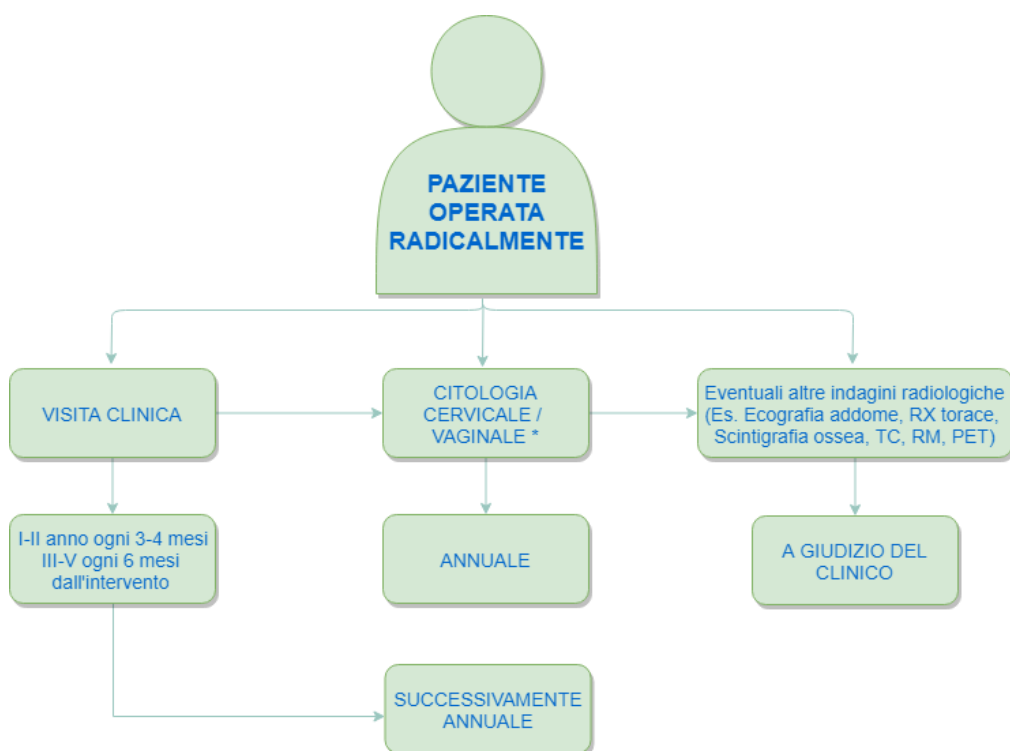 PAZIENTE
OPERATA
RADICALMENTE
VISITA CLINICA
CITOLOGIA
CERVICALE /
VAGINALE *
Eventuali altre indagini radiologiche
(Es. Ecografia addome, RX torace,
Scintigrafia ossea, TC, RM, PET)
I-II anno ogni 3-4 mesi
III-V ogni 6 mesi
dall'intervento
ANNUALE
A GIUDIZIO DEL
CLINICO
SUCCESSIVAMENTE
ANNUALE